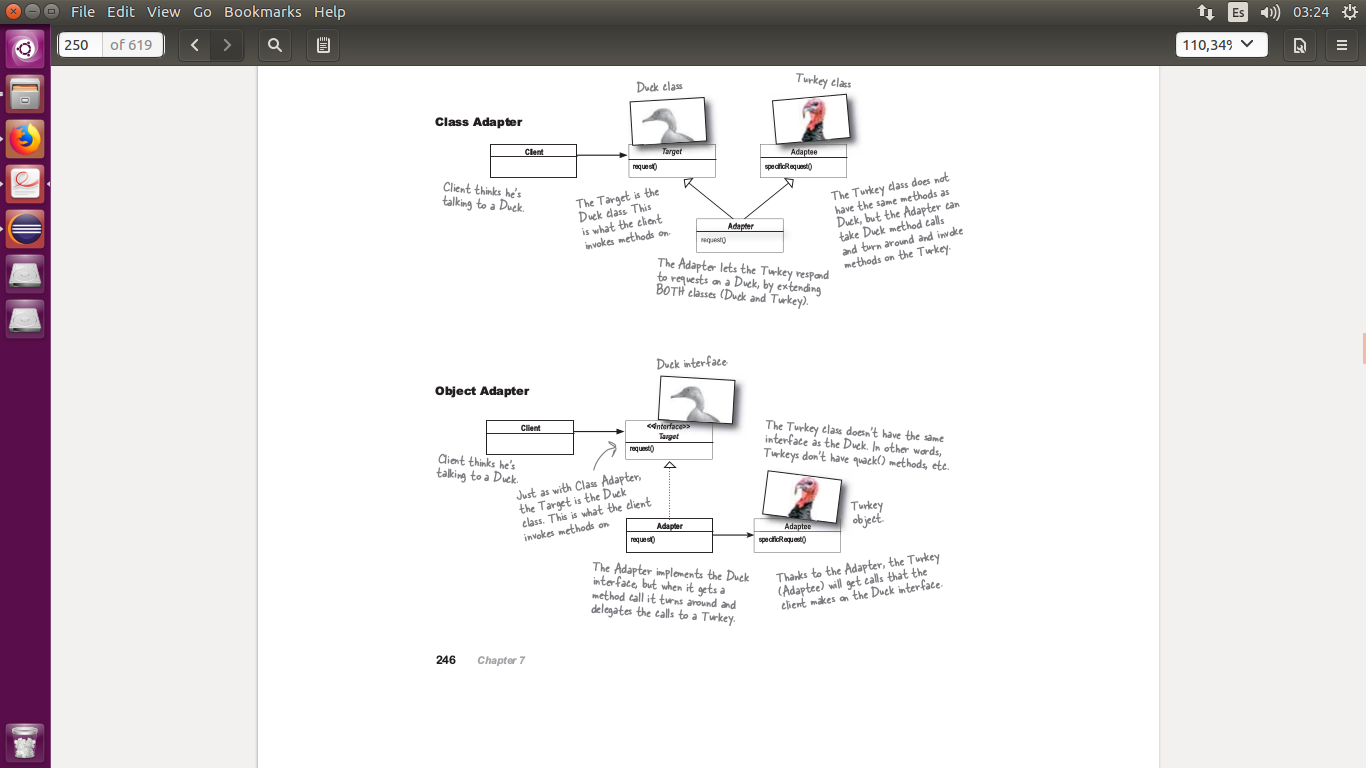 File Edit View Go Bookmarks Help
Es
03:24
250 of 619
110,34%
Duck class
Turkey class
Class Adapter
Client
Target
request()
Adaptee
specificRequest()
Client thinks he's
talking to a Duck.
The Target is the
Duck class. This
is what the client
invokes methods on.
Adapter
request()
The Turkey class does not
have the same methods as
Duck, but the Adapter can
take Duck method calls
and turn around and invoke
methods on the Turkey.
The Adapter lets the Turkey respond
to requests on a Duck, by extending
BOTH classes (Duck and Turkey).
Duck interface
Object Adapter
Client
<<interface>>
Target
request()
Client thinks he's
talking to a Duck.
The Turkey class doesn't have the same
interface as the Duck. In other words,
Turkeys don't have quack() methods, etc.
Just as with Class Adapter,
the Target is the Duck
class. This is what the client
invokes methods on
Turkey
object.
Adapter
request()
Adaptee
specificRequest()
The Adapter implements the Duck
interface, but when it gets a
method call it turns around and
delegates the calls to a Turkey.
Thanks to the Adapter, the Turkey
(Adaptee) will get calls that the
client makes on the Duck interface.
246 Chapter 7